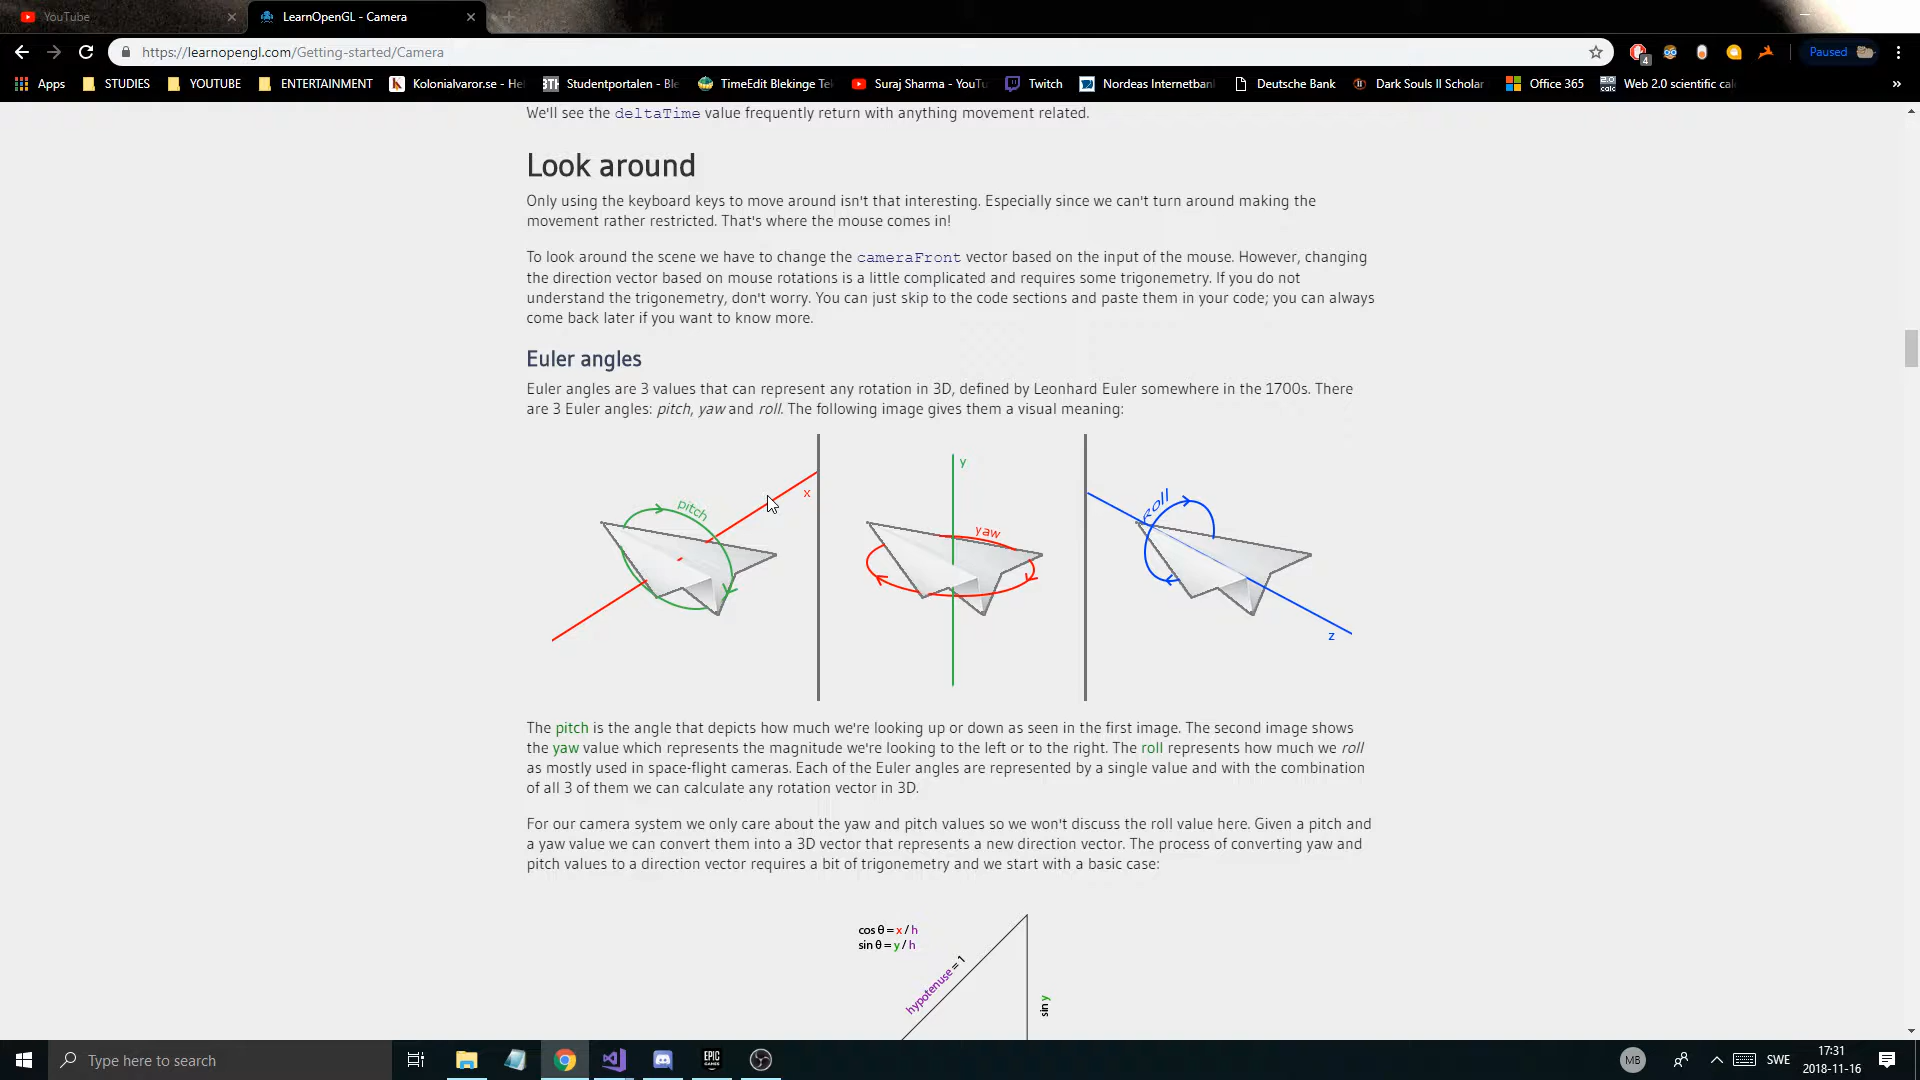 YouTube
LearnOpenGL - Camera
https://learnopengl.com/Getting-started/Camera
4
Paused
Apps
STUDIES
YOUTUBE
ENTERTAINMENT
Kolonialvaror.se - He
Studentportalen - Ble
TimeEdit Blekinge Tek
Suraj Sharma - YouTu
Twitch
Nordeas Internetbank
Deutsche Bank
Dark Souls II Scholar
Office 365
Web 2.0 scientific cal
»
We'll see the deltaTime value frequently return with anything movement related.
Look around
Only using the keyboard keys to move around isn't that interesting. Especially since we can't turn around making the
movement rather restricted. That's where the mouse comes in!
To look around the scene we have to change the cameraFront vector based on the input of the mouse. However, changing
the direction vector based on mouse rotations is a little complicated and requires some trigonemetry. If you do not
understand the trigonemetry, don't worry. You can just skip to the code sections and paste them in your code; you can always
come back later if you want to know more.
Euler angles
Euler angles are 3 values that can represent any rotation in 3D, defined by Leonhard Euler somewhere in the 1700s. There
are 3 Euler angles: pitch, yaw and roll. The following image gives them a visual meaning:
pitch
x
y
yaw
roll
z
The pitch is the angle that depicts how much we're looking up or down as seen in the first image. The second image shows
the yaw value which represents the magnitude we're looking to the left or to the right. The roll represents how much we roll
as mostly used in space-flight cameras. Each of the Euler angles are represented by a single value and with the combination
of all 3 of them we can calculate any rotation vector in 3D.
For our camera system we only care about the yaw and pitch values so we won't discuss the roll value here. Given a pitch and
a yaw value we can convert them into a 3D vector that represents a new direction vector. The process of converting yaw and
pitch values to a direction vector requires a bit of trigonometry and we start with a basic case:
cos θ = x / h
sin θ = y / h
hypotenuse = 1
sin y
Type here to search
EPIC
GAMES
MB
SWE
17:31
2018-11-16